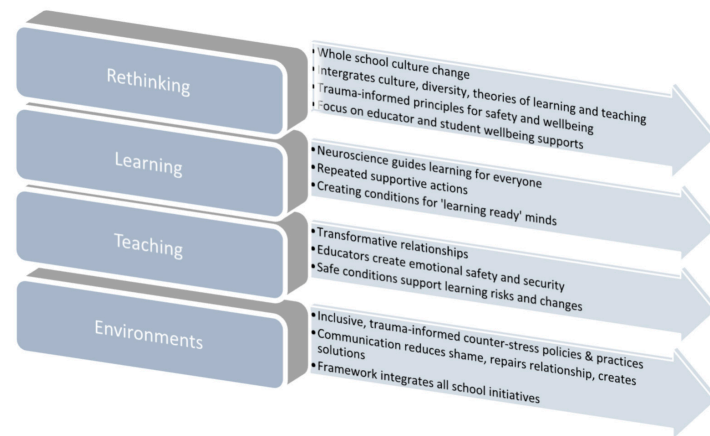 Rethinking
• Whole school culture change
• Intergrates culture, diversity, theories of learning and teaching
• Trauma-informed principles for safety and wellbeing
• Focus on educator and student wellbeing supports
Learning
• Neuroscience guides learning for everyone
• Repeated supportive actions
• Creating conditions for 'learning ready' minds
Teaching
• Transformative relationships
• Educators create emotional safety and security
• Safe conditions support learning risks and changes
Environments
• Inclusive, trauma-informed counter-stress policies & practices
• Communication reduces shame, repairs relationship, creates
solutions
• Framework integrates all school initiatives